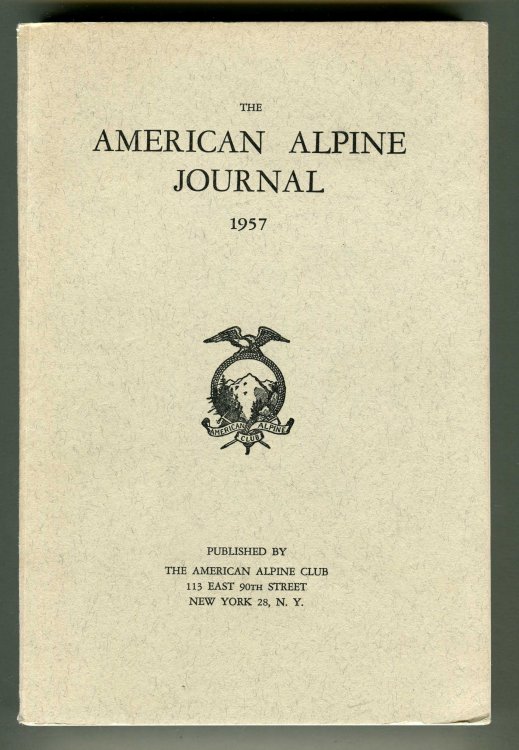 THE
AMERICAN ALPINE
JOURNAL
1957
AMERICAN ALPINE
CLUB
PUBLISHED BY
THE AMERICAN ALPINE CLUB
113 EAST 90TH STREET
NEW YORK 28, N. Y.